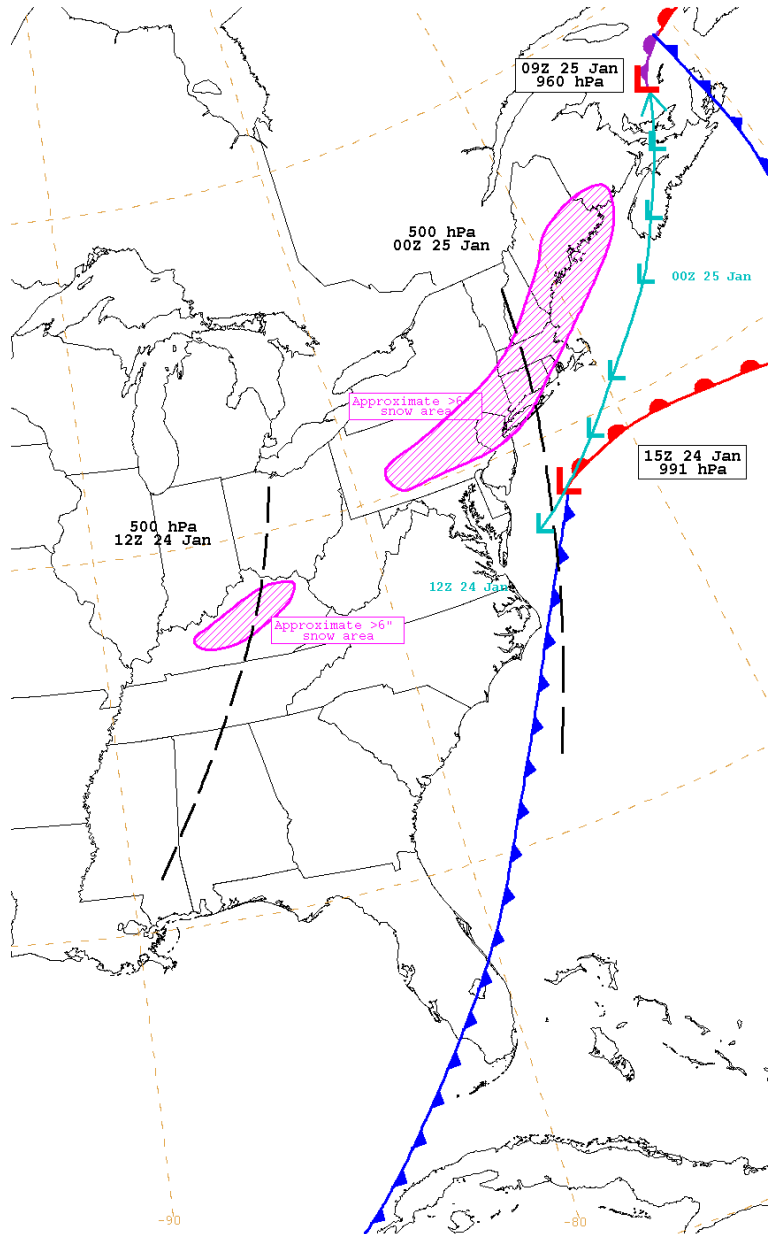 09Z 25 Jan
960 hPa
500 hPa
00Z 25 Jan
00Z 25 Jan
Approximate >6"
snow area
15Z 24 Jan
991 hPa
500 hPa
12Z 24 Jan
12Z 24 Jan
Approximate >6"
snow area
L
L
L
L
L
L
L
L
-90
-80